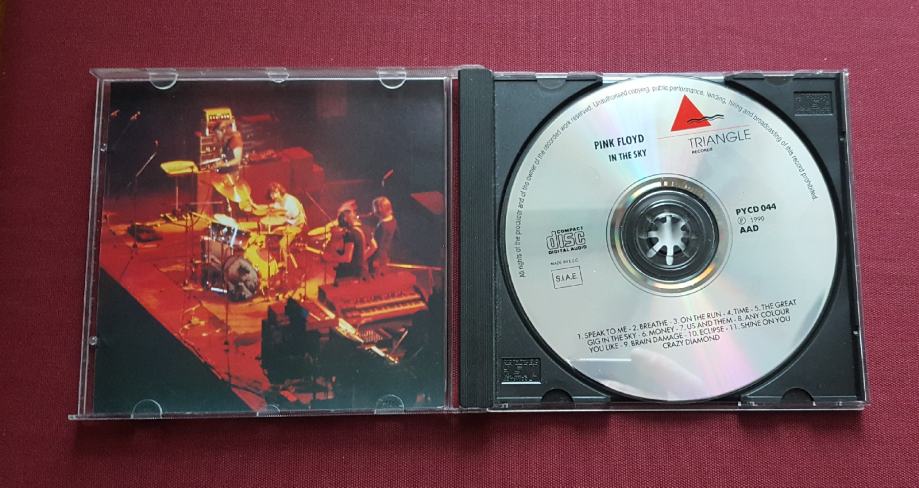 All rights of the producer and of the owner of the recorded work reserved. Unauthorised copying, public performance, lending, hiring and broadcasting of this record prohibited.
PINK FLOYD
IN THE SKY
TRIANGLE
RECORDS
PYCD 044
℗ 1990
AAD
COMPACT
disc
DIGITAL AUDIO
MADE IN E.E.C.
S.I.A.E.
1. SPEAK TO ME - 2. BREATHE - 3. ON THE RUN - 4. TIME - 5. THE GREAT
GIG IN THE SKY - 6. MONEY - 7. US AND THEM - 8. ANY COLOUR
YOU LIKE - 9. BRAIN DAMAGE - 10. ECLIPSE - 11. SHINE ON YOU
CRAZY DIAMOND